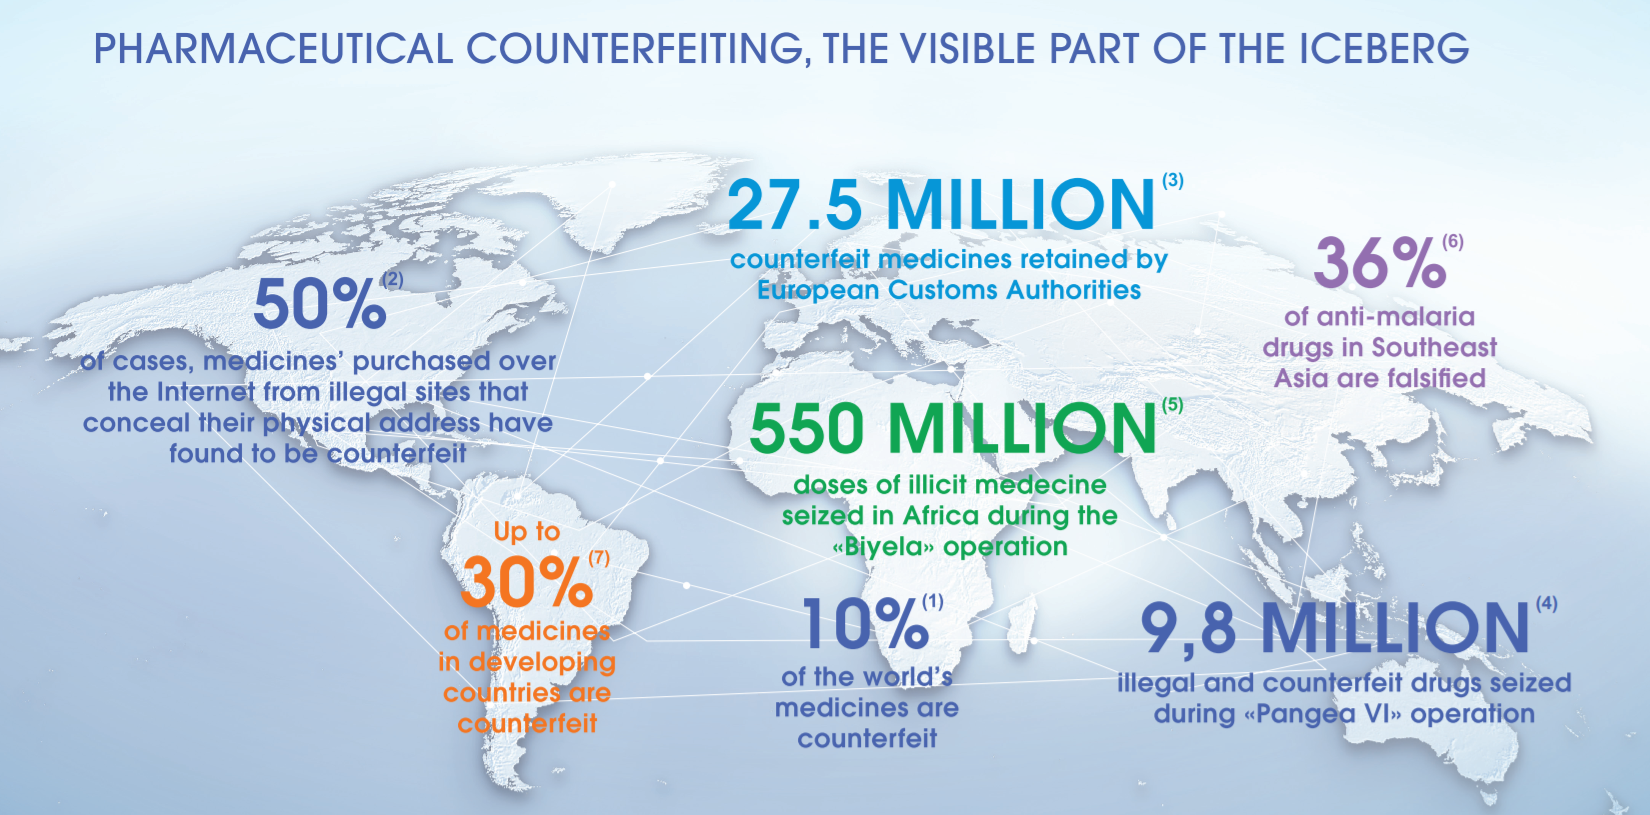 PHARMACEUTICAL COUNTERFEITING, THE VISIBLE PART OF THE ICEBERG
27.5 MILLION (3)
counterfeit medicines retained by
European Customs Authorities
36% (6)
of anti-malaria
drugs in Southeast
Asia are falsified
50% (2)
of cases, medicines’ purchased over
the Internet from illegal sites that
conceal their physical address have
found to be counterfeit
550 MILLION (5)
doses of illicit medecine
seized in Africa during the
«Biyela» operation
Up to
30% (7)
of medicines
in developing
countries are
counterfeit
10% (1)
of the world’s
medicines are
counterfeit
9,8 MILLION (4)
illegal and counterfeit drugs seized
during «Pangea VI» operation